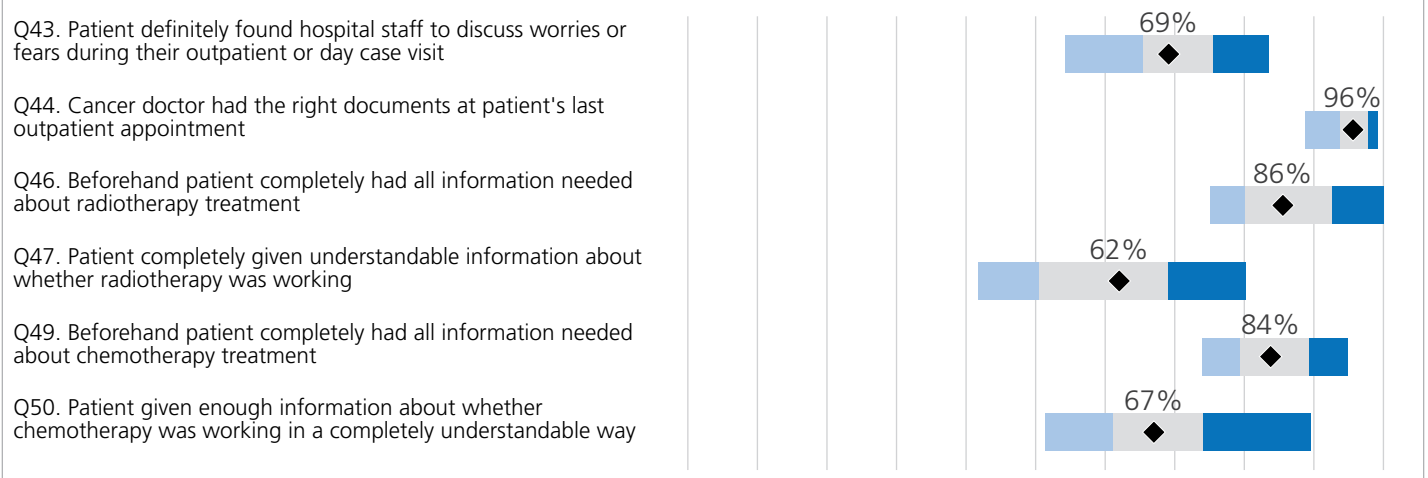 Q43. Patient definitely found hospital staff to discuss worries or
fears during their outpatient or day case visit
69%
Q44. Cancer doctor had the right documents at patient's last
outpatient appointment
96%
Q46. Beforehand patient completely had all information needed
about radiotherapy treatment
86%
Q47. Patient completely given understandable information about
whether radiotherapy was working
62%
Q49. Beforehand patient completely had all information needed
about chemotherapy treatment
84%
Q50. Patient given enough information about whether
chemotherapy was working in a completely understandable way
67%